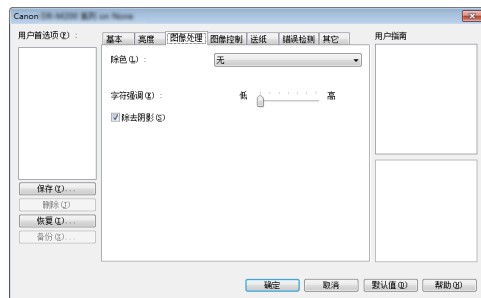 Canon
用户首选项(P) :
基本 亮度 图像处理 图像控制 送纸 错误检测 其它
用户指南
除色(L) :
无
字符强调(E) :
低
高
除去阴影(S)
保存(V)...
删除(T)
恢复(I)...
备份(G)...
确定
取消
默认值(D)
帮助(H)